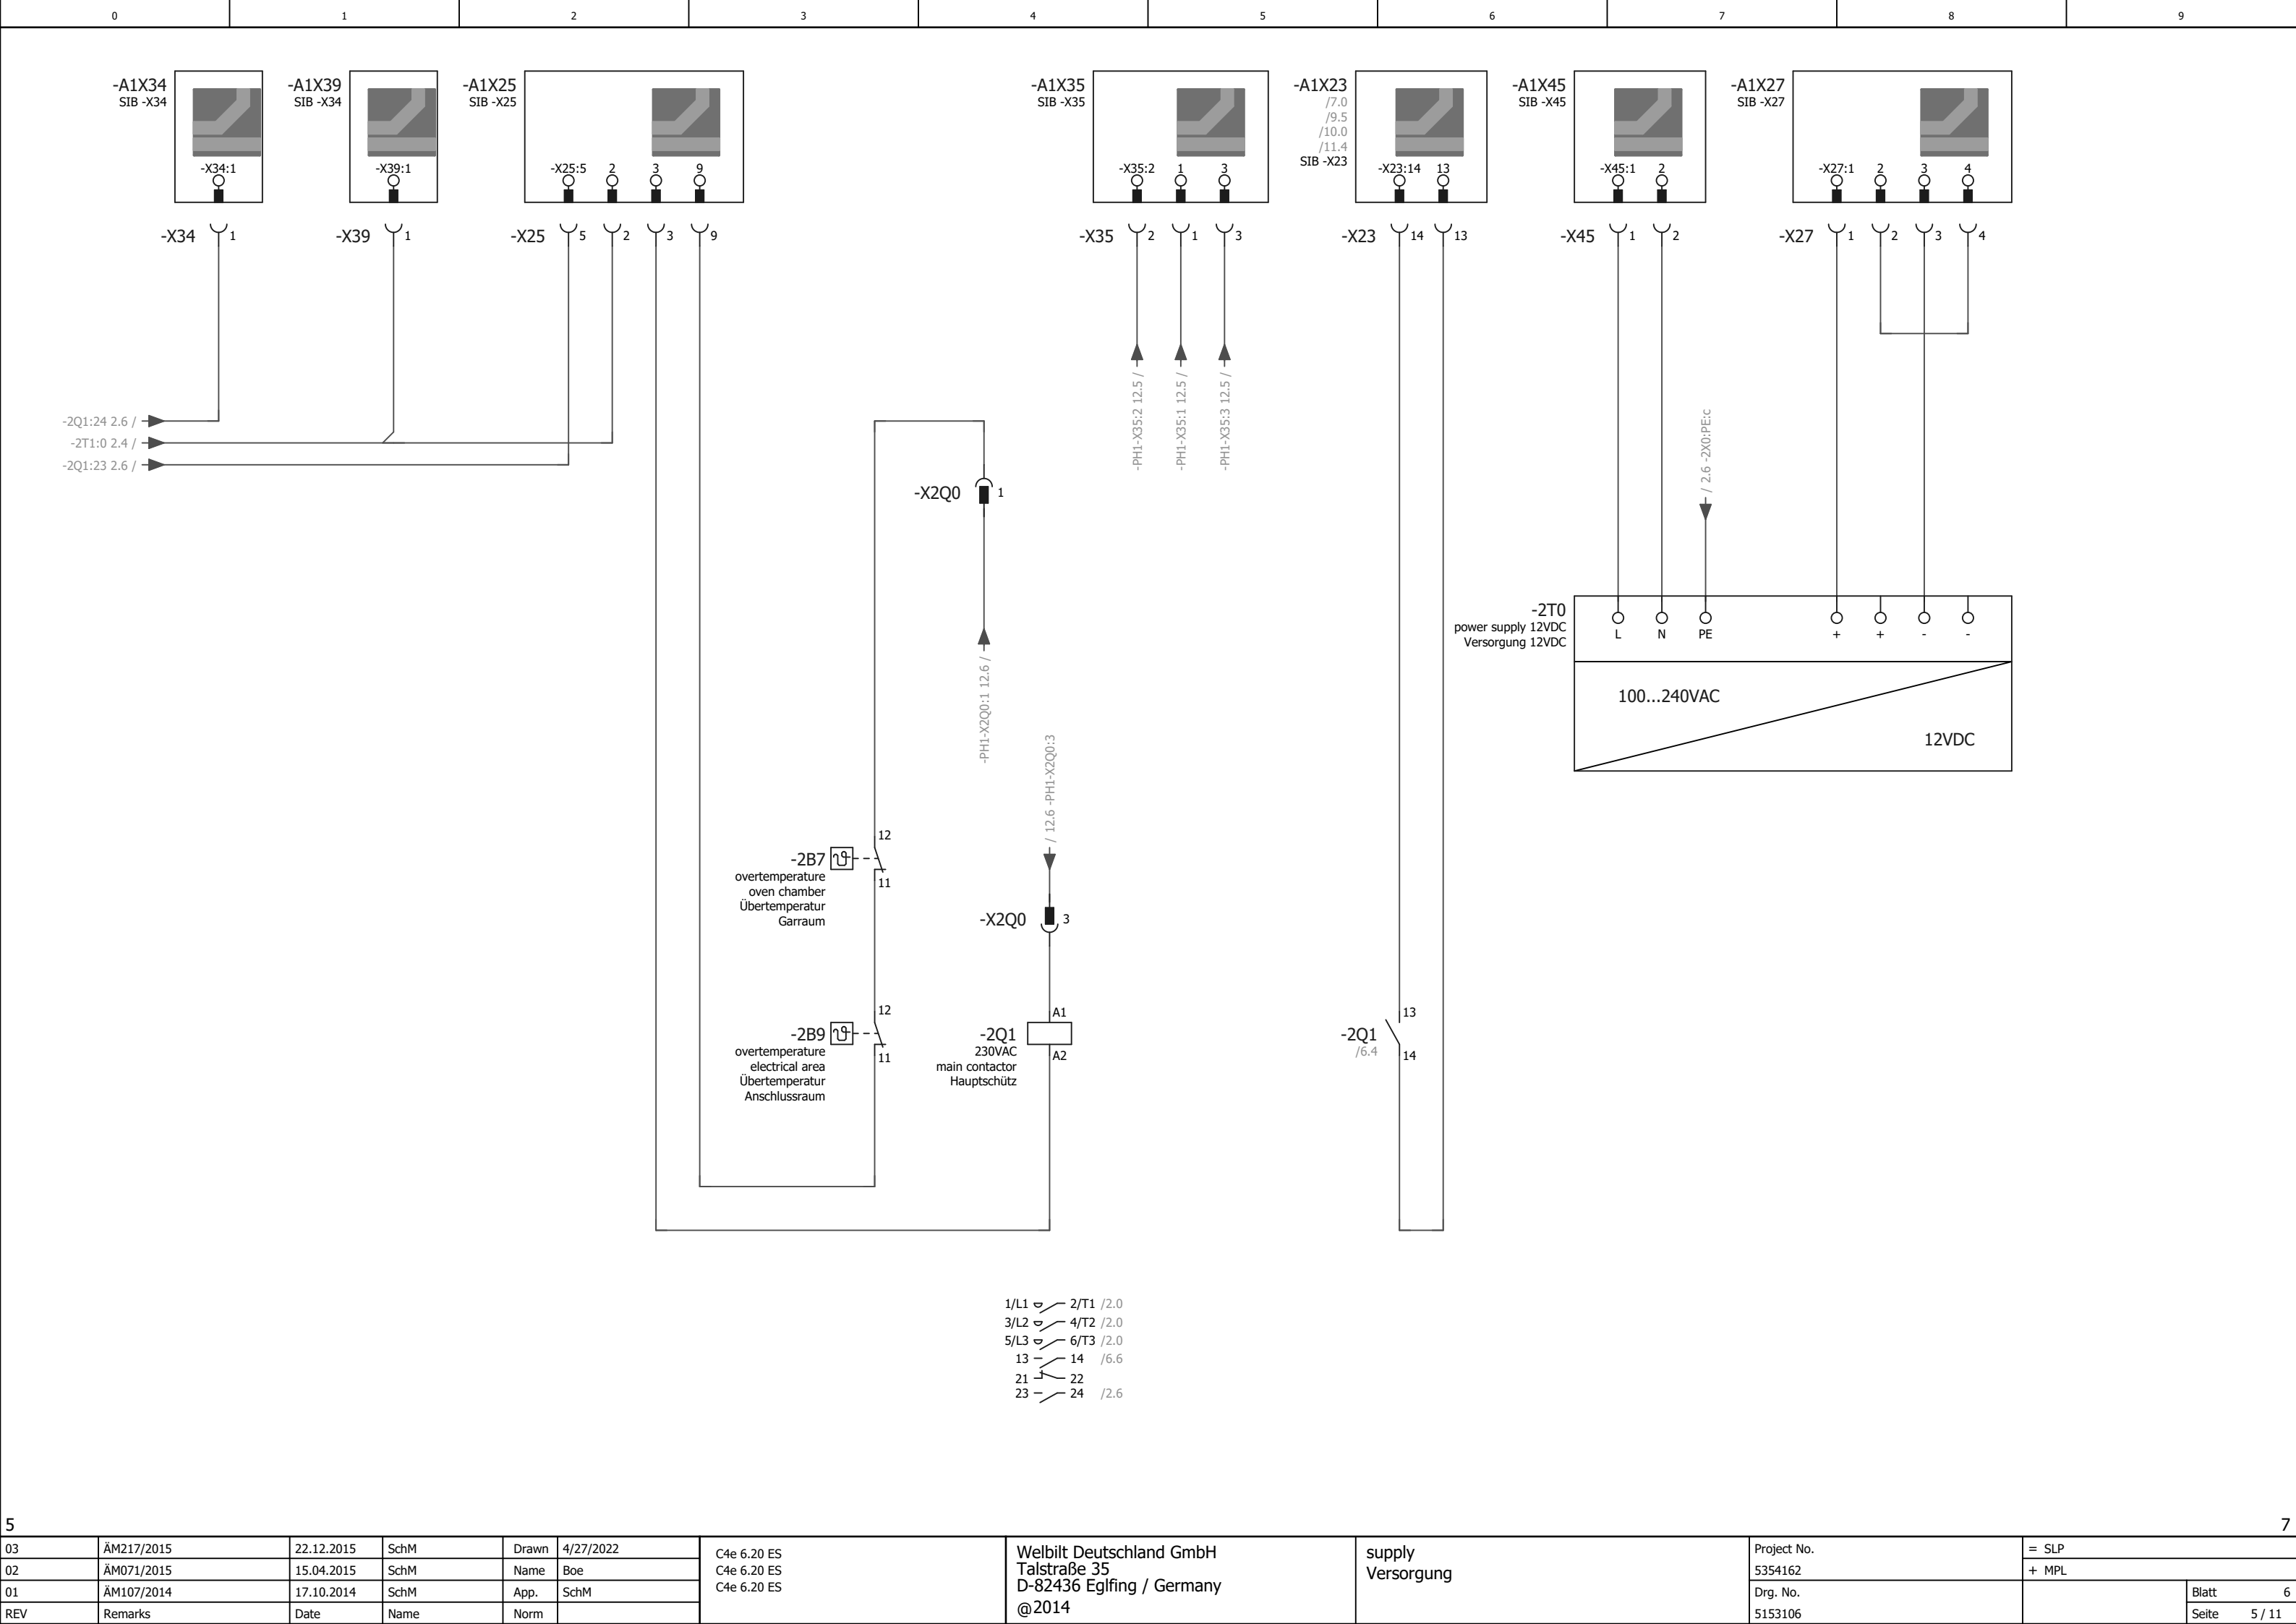 0 1 2 3 4 5 6 7 8 9
-A1X34
SIB -X34
-X34:1
-X34 1
-A1X39
SIB -X34
-X39:1
-X39 1
-A1X25
SIB -X25
-X25:5 2 3 9
-X25 5 2 3 9
-A1X35
SIB -X35
-X35:2 1 3
-X35 2 1 3
-A1X23
/7.0
/9.5
/10.0
/11.4
SIB -X23
-X23:14 13
-X23 14 13
-A1X45
SIB -X45
-X45:1 2
-X45 1 2
-A1X27
SIB -X27
-X27:1 2 3 4
-X27 1 2 3 4
-2Q1:24 2.6 /
-2T1:0 2.4 /
-2Q1:23 2.6 /
-PH1-X35:2 12.5 /
-PH1-X35:1 12.5 /
-PH1-X35:3 12.5 /
/ 2.6 -2X0:PE:c
-X2Q0 1
-PH1-X2Q0:1 12.6 /
/ 12.6 -PH1-X2Q0:3
-2T0
power supply 12VDC
Versorgung 12VDC
L N PE + + - -
100...240VAC
12VDC
12
-2B7
11
overtemperature
oven chamber
Übertemperatur
Garraum
-X2Q0 3
12
-2B9
11
overtemperature
electrical area
Übertemperatur
Anschlussraum
A1
-2Q1
A2
230VAC
main contactor
Hauptschütz
13
-2Q1
/6.4
14
1/L1 2/T1 /2.0
3/L2 4/T2 /2.0
5/L3 6/T3 /2.0
13 14 /6.6
21 22
23 24 /2.6
5
7
03 ÄM217/2015 22.12.2015 SchM Drawn 4/27/2022
02 ÄM071/2015 15.04.2015 SchM Name Boe
01 ÄM107/2014 17.10.2014 SchM App. SchM
REV Remarks Date Name Norm
C4e 6.20 ES
C4e 6.20 ES
C4e 6.20 ES
Welbilt Deutschland GmbH
Talstraße 35
D-82436 Eglfing / Germany
@2014
supply
Versorgung
Project No.
5354162
Drg. No.
5153106
= SLP
+ MPL
Blatt 6
Seite 5 / 11